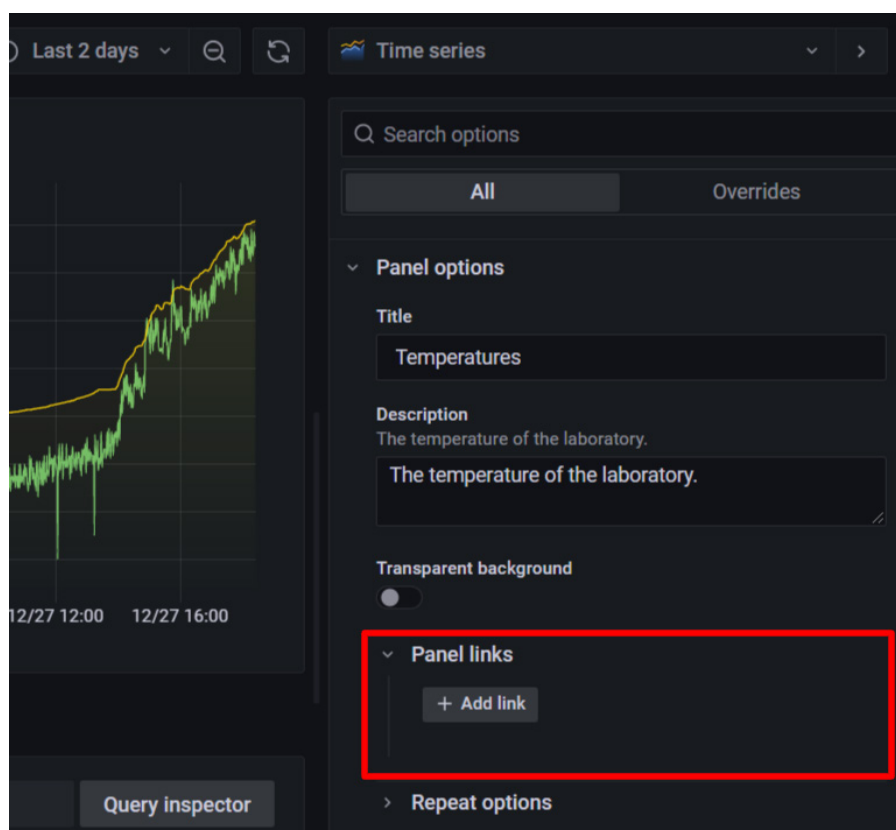 Last 2 days
Time series
Search options
All
Overrides
Panel options
Title
Temperatures
Description
The temperature of the laboratory.
The temperature of the laboratory.
Transparent background
12/27 12:00
12/27 16:00
Panel links
+ Add link
Query inspector
Repeat options